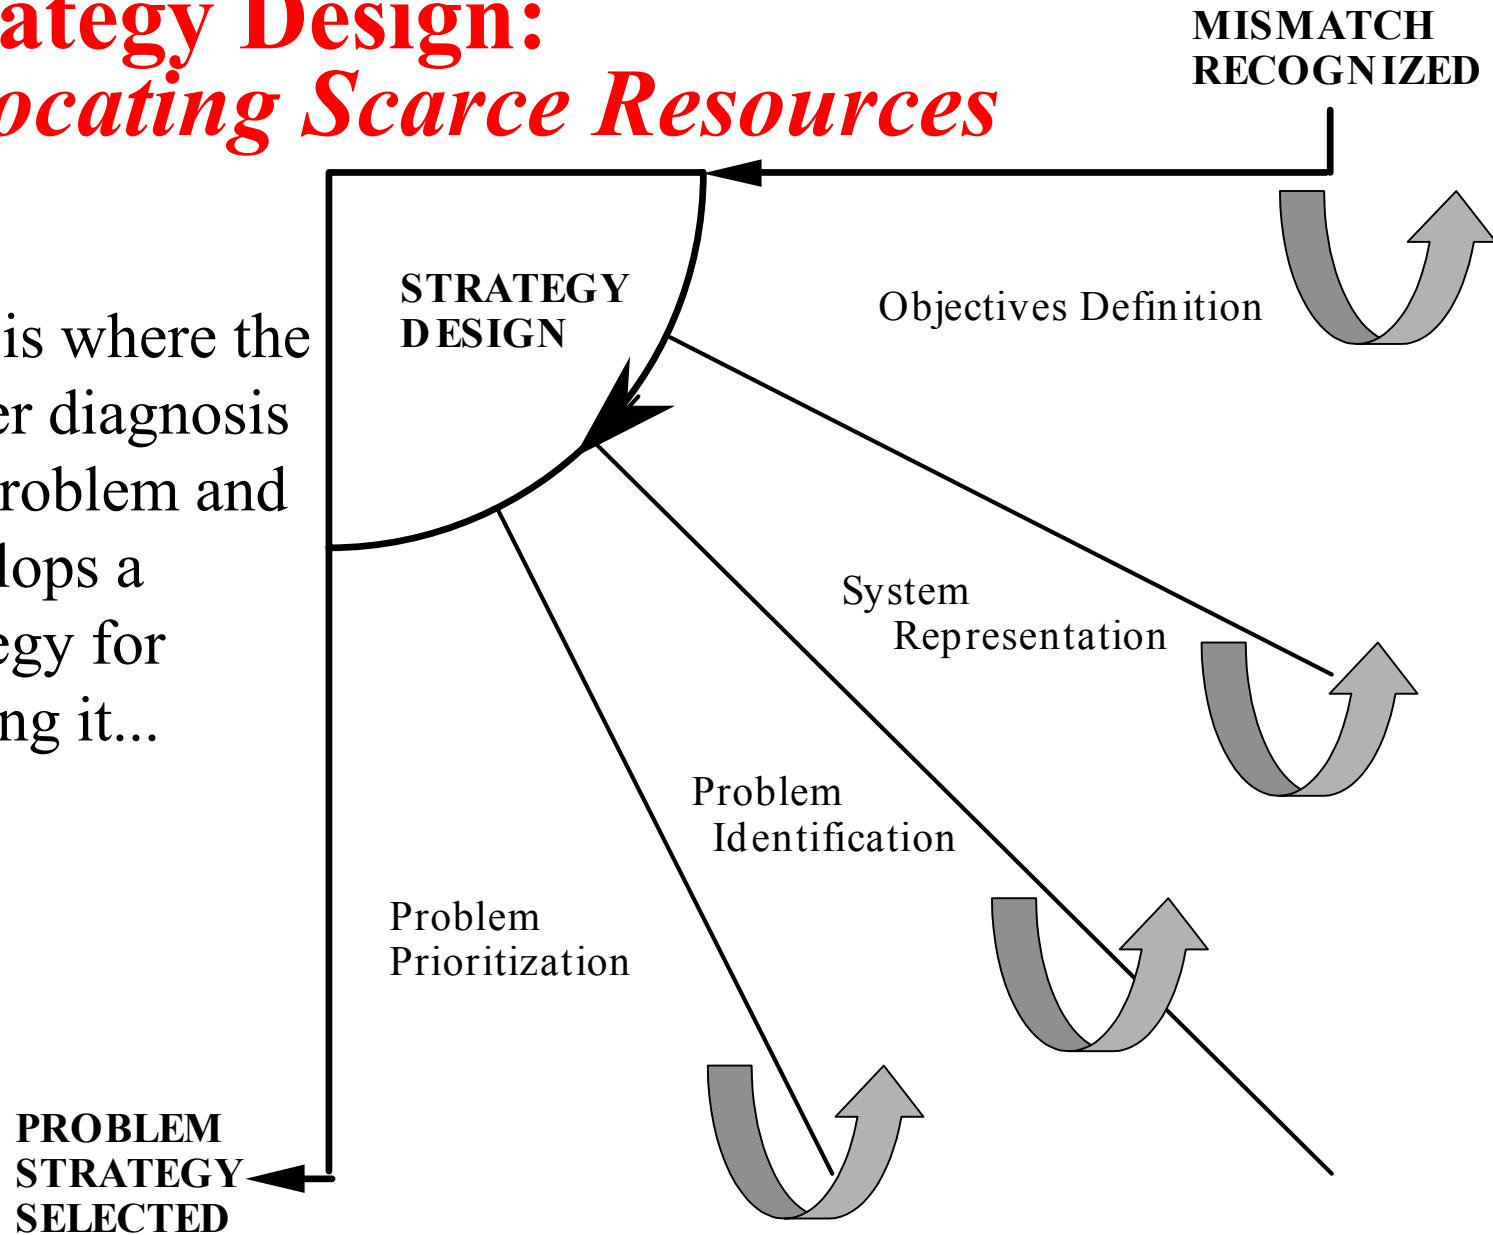 ategy Design:
ocating Scarce Resources
MISMATCH
RECOGNIZED
STRATEGY
DESIGN
Objectives Definition
is where the
er diagnosis
roblem and
lops a
egy for
ng it...
System
Representation
Problem
Identification
Problem
Prioritization
PROBLEM
STRATEGY
SELECTED